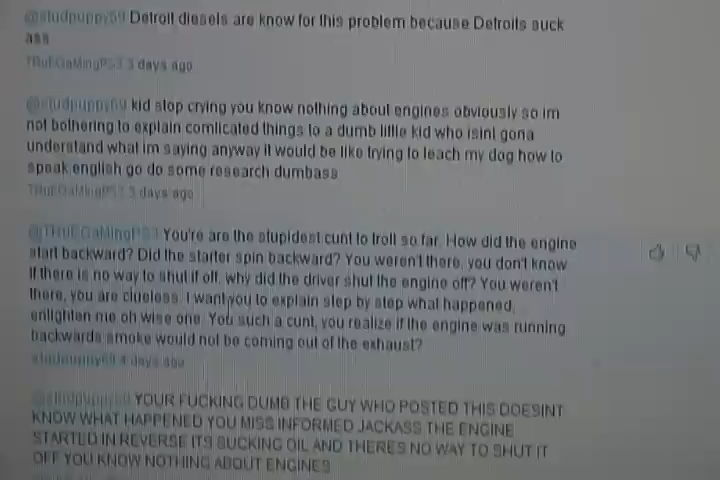 @studpuppy69 Detroit diesels are know for this problem because Detroits suck
ass
TRuEGaMingPS3 3 days ago
@studpuppy69 kid stop crying you know nothing about engines obviously so im
not bothering to explain comlicated things to a dumb little kid who isint gona
understand what im saying anyway it would be like trying to teach my dog how to
speak english go do some research dumbass
TRuEGaMingPS3 3 days ago
@TRuEGaMingPS3 You're are the stupidest cunt to troll so far. How did the engine
start backward? Did the starter spin backward? You weren't there, you don't know
If there is no way to shut if off, why did the driver shut the engine off? You weren't
there, you are clueless. I want you to explain step by step what happened,
enlighten me oh wise one. You such a cunt, you realize if the engine was running
backwards smoke would not be coming out of the exhaust?
studpuppy69 4 days ago
@studpuppy69 YOUR FUCKING DUMB THE GUY WHO POSTED THIS DOESINT
KNOW WHAT HAPPENED YOU MISS INFORMED JACKASS THE ENGINE
STARTED IN REVERSE ITS SUCKING OIL AND THERES NO WAY TO SHUT IT
OFF YOU KNOW NOTHING ABOUT ENGINES